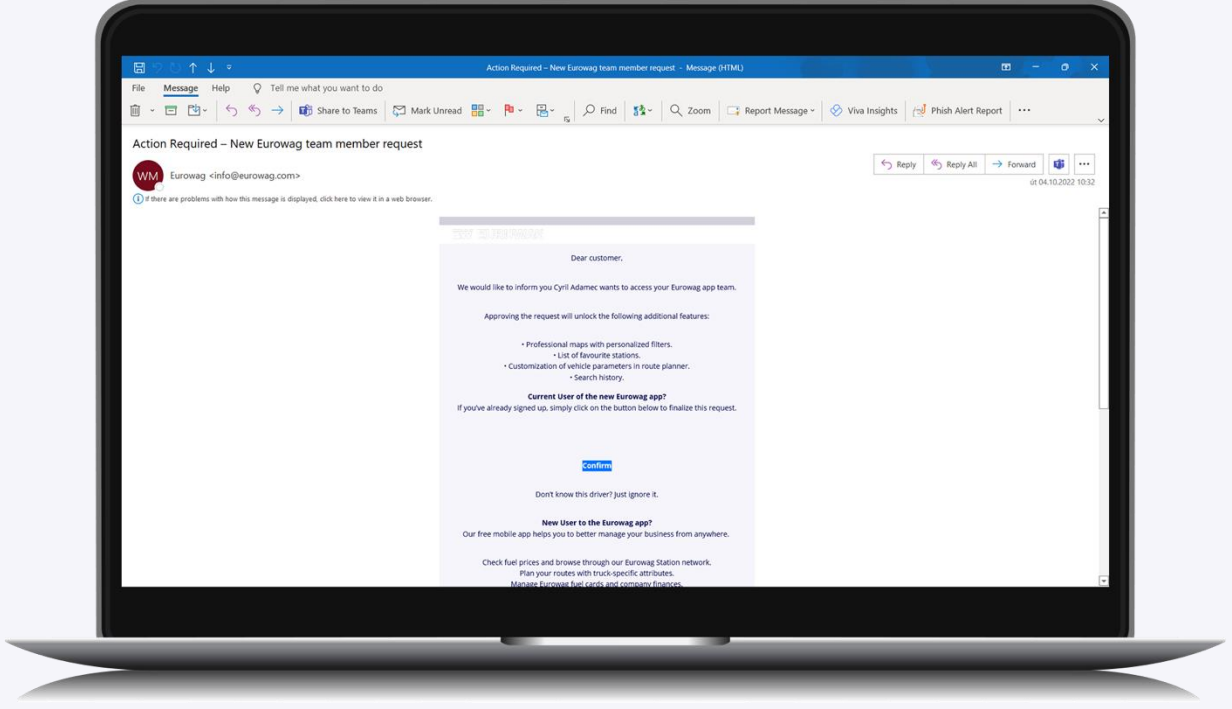 Action Required – New Eurowag team member request - Message (HTML)
File Message Help Tell me what you want to do
Share to Teams Mark Unread Find Zoom Report Message Viva Insights Phish Alert Report
Action Required – New Eurowag team member request
WM Eurowag <info@eurowag.com>
Reply Reply All Forward
út 04.10.2022 10:32
If there are problems with how this message is displayed, click here to view it in a web browser.
Dear customer,
We would like to inform you Cyril Adamec wants to access your Eurowag app team.
Approving the request will unlock the following additional features:
• Professional maps with personalized filters.
• List of favourite stations.
• Customization of vehicle parameters in route planner.
• Search history.
Current User of the new Eurowag app?
If you've already signed up, simply click on the button below to finalize this request.
Confirm
Don't know this driver? Just ignore it.
New User to the Eurowag app?
Our free mobile app helps you to better manage your business from anywhere.
Check fuel prices and browse through our Eurowag Station network.
Plan your routes with truck-specific attributes.
Manage Eurowag fuel cards and company finances.